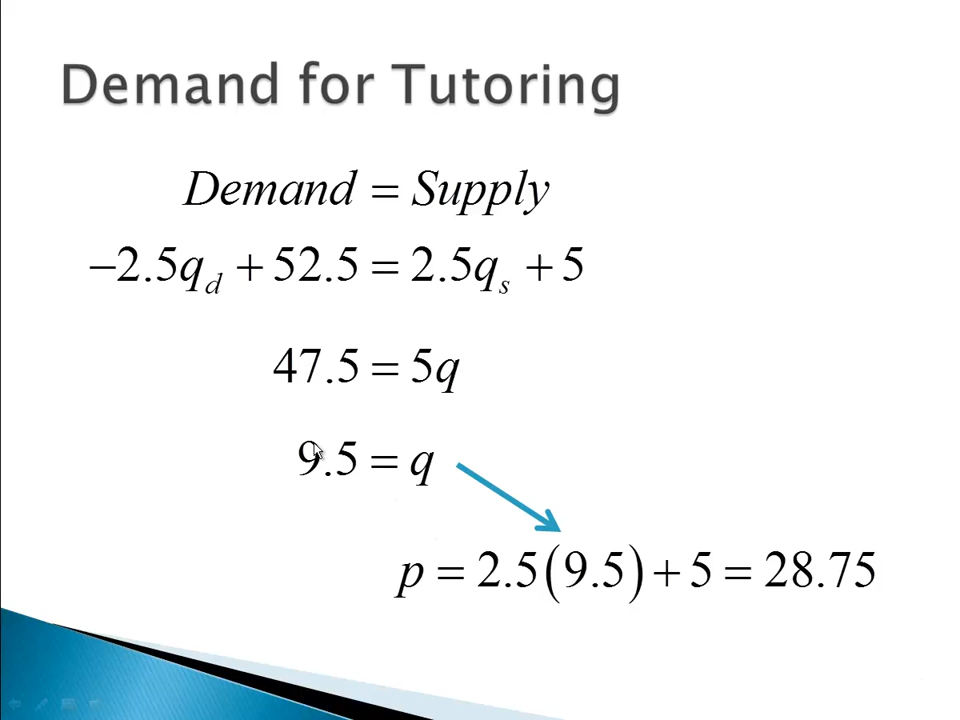 Demand for Tutoring
Demand = Supply
−2.5q_d + 52.5 = 2.5q_s + 5
47.5 = 5q
9.5 = q
p = 2.5(9.5) + 5 = 28.75